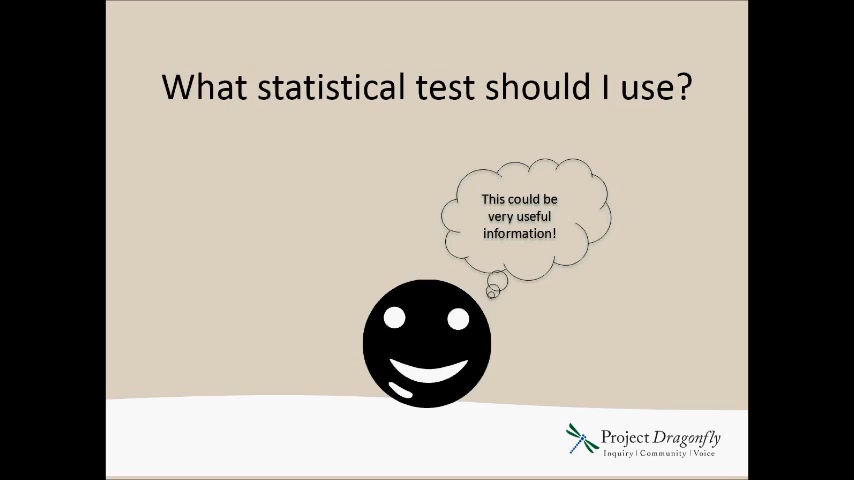 What statistical test should I use?
This could be
very useful
information!
Project Dragonfly
Inquiry | Community | Voice